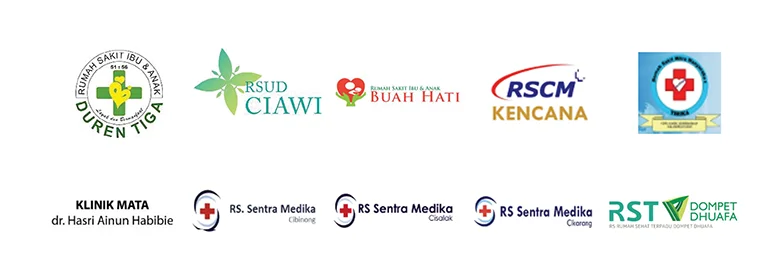 RUMAH SAKIT IBU & ANAK
51 : 56
DUREN TIGA
RSUD
CIAWI
RUMAH SAKIT IBU & ANAK
BUAH HATI
RSCM
KENCANA
KLINIK MATA
dr. Hasri Ainun Habibie
RS. Sentra Medika
Cibinong
RS Sentra Medika
Cisalak
RS Sentra Medika
Cikarang
RST
DOMPET
DHUAFA
RS RUMAH SEHAT TERPADU DOMPET DHUAFA